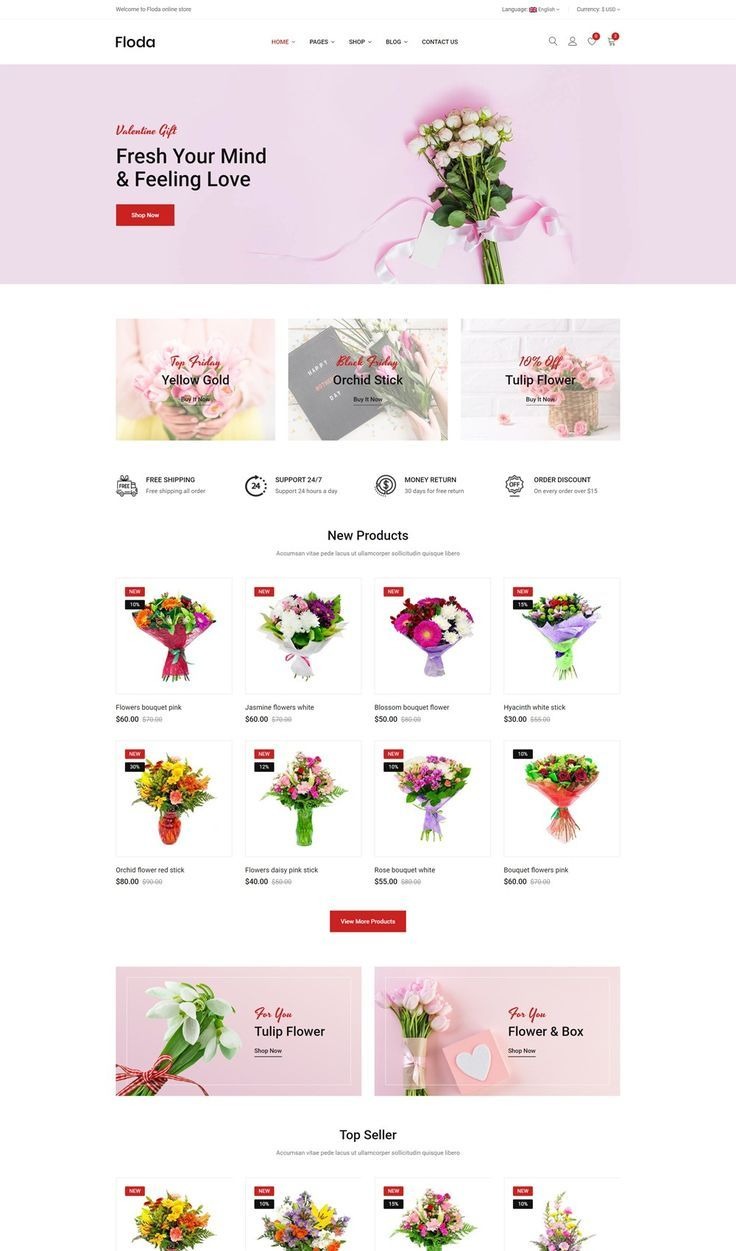 Welcome to Floda online store
Language: English
Currency: $ USD
Floda
HOME PAGES SHOP BLOG CONTACT US
Valentine Gift
Fresh Your Mind
& Feeling Love
Shop Now
Top Friday
Yellow Gold
Buy It Now
HAPPY
DAY
Black Friday
Orchid Stick
Buy It Now
10% Off
Tulip Flower
Buy It Now
FREE
FREE SHIPPING
Free shipping all order
24
SUPPORT 24/7
Support 24 hours a day
$
MONEY RETURN
30 days for free return
OFF
ORDER DISCOUNT
On every order over $15
New Products
Accumsan vitae pede lacus ut ullamcorper sollicitudin quisque libero
NEW
10%
NEW
NEW
NEW
15%
Flowers bouquet pink
$60.00 $70.00
Jasmine flowers white
$60.00 $70.00
Blossom bouquet flower
$50.00 $80.00
Hyacinth white stick
$30.00 $55.00
NEW
30%
NEW
12%
NEW
10%
10%
Orchid flower red stick
$80.00 $90.00
Flowers daisy pink stick
$40.00 $50.00
Rose bouquet white
$55.00 $80.00
Bouquet flowers pink
$60.00 $70.00
View More Products
For You
Tulip Flower
Shop Now
For You
Flower & Box
Shop Now
Top Seller
Accumsan vitae pede lacus ut ullamcorper sollicitudin quisque libero
NEW
NEW
10%
NEW
15%
NEW
10%